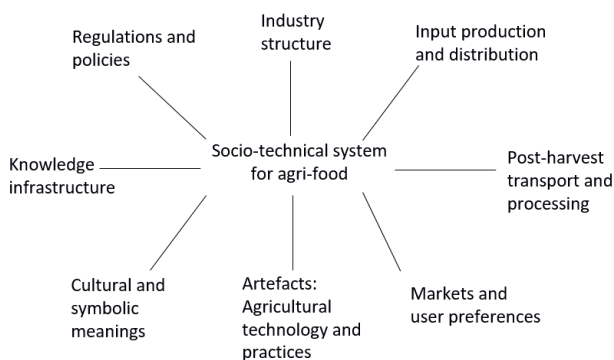 Industry
structure
Regulations and
policies
Input production
and distribution
Socio-technical system
for agri-food
Knowledge
infrastructure
Post-harvest
transport and
processing
Cultural and
symbolic
meanings
Artefacts:
Agricultural
technology and
practices
Markets and
user preferences